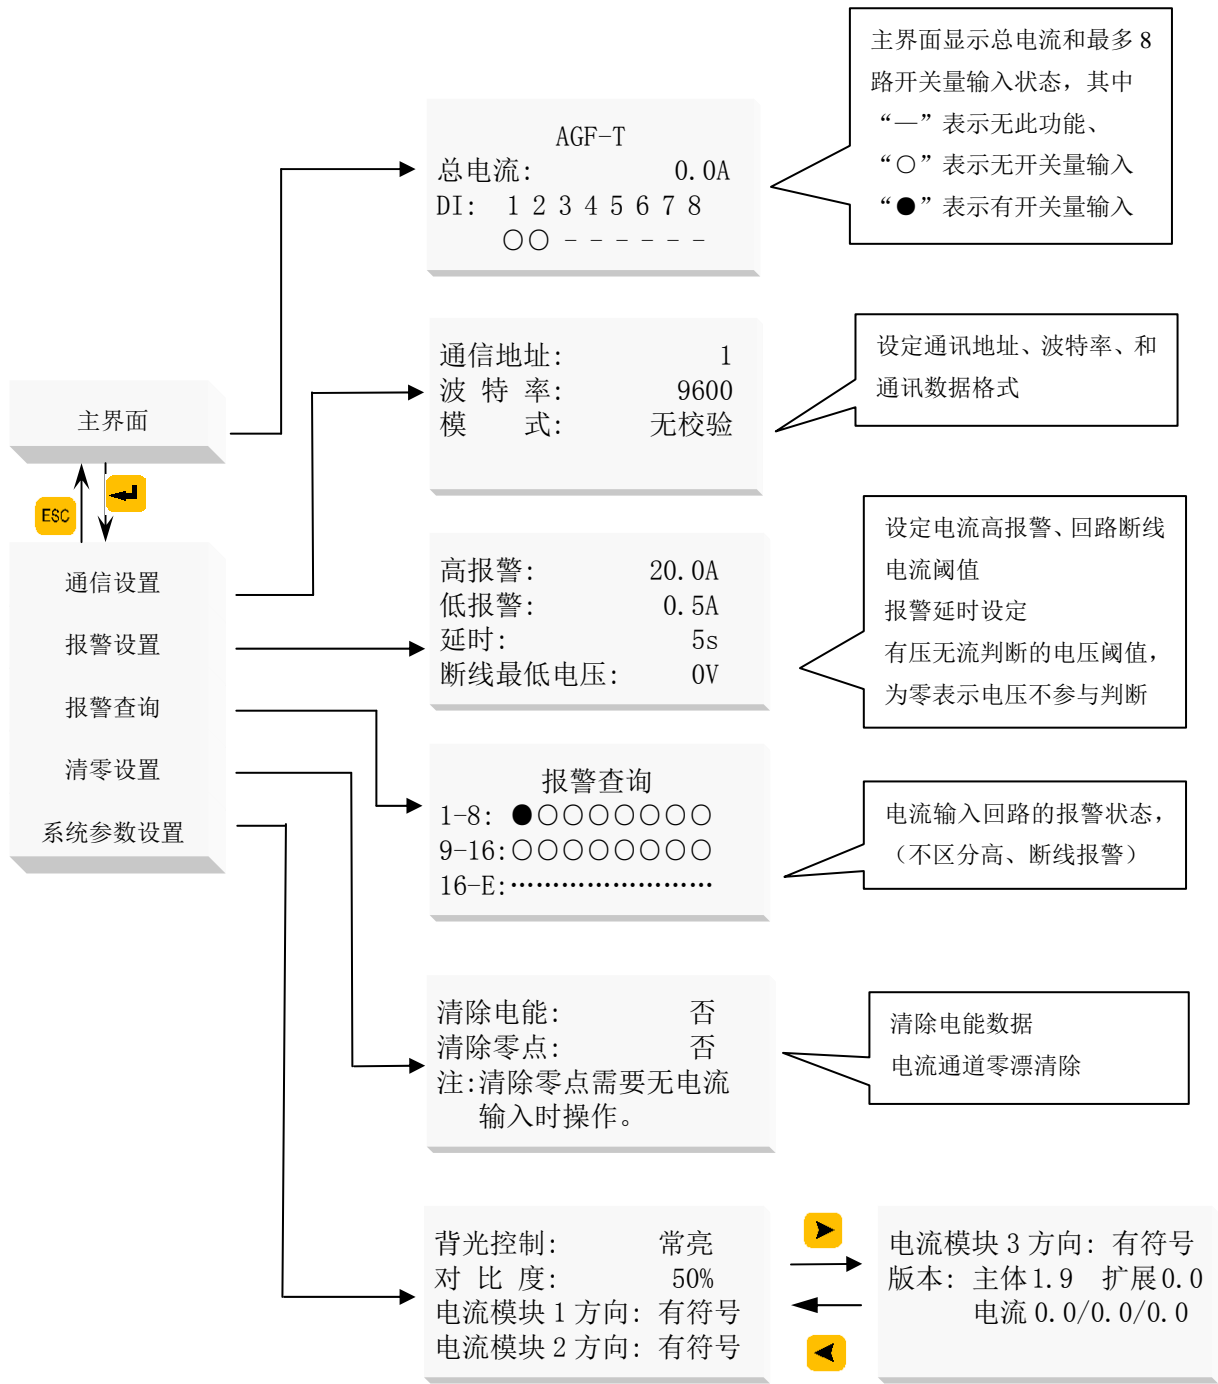 主界面
ESC
通信设置
报警设置
报警查询
清零设置
系统参数设置
AGF-T
总电流: 0.0A
DI: 1 2 3 4 5 6 7 8
○○ - - - - - -
主界面显示总电流和最多 8
路开关量输入状态，其中
“—”表示无此功能、
“○”表示无开关量输入
“●”表示有开关量输入
通信地址: 1
波 特 率: 9600
模 式: 无校验
设定通讯地址、波特率、和
通讯数据格式
高报警: 20.0A
低报警: 0.5A
延时: 5s
断线最低电压: 0V
设定电流高报警、回路断线
电流阈值
报警延时设定
有压无流判断的电压阈值，
为零表示电压不参与判断
报警查询
1-8: ●○○○○○○○
9-16:○○○○○○○○
16-E:························
电流输入回路的报警状态，
（不区分高、断线报警）
清除电能: 否
清除零点: 否
注:清除零点需要无电流
输入时操作。
清除电能数据
电流通道零漂清除
背光控制: 常亮
对 比 度: 50%
电流模块 1 方向: 有符号
电流模块 2 方向: 有符号
电流模块 3 方向: 有符号
版本: 主体1.9 扩展0.0
电流 0.0/0.0/0.0